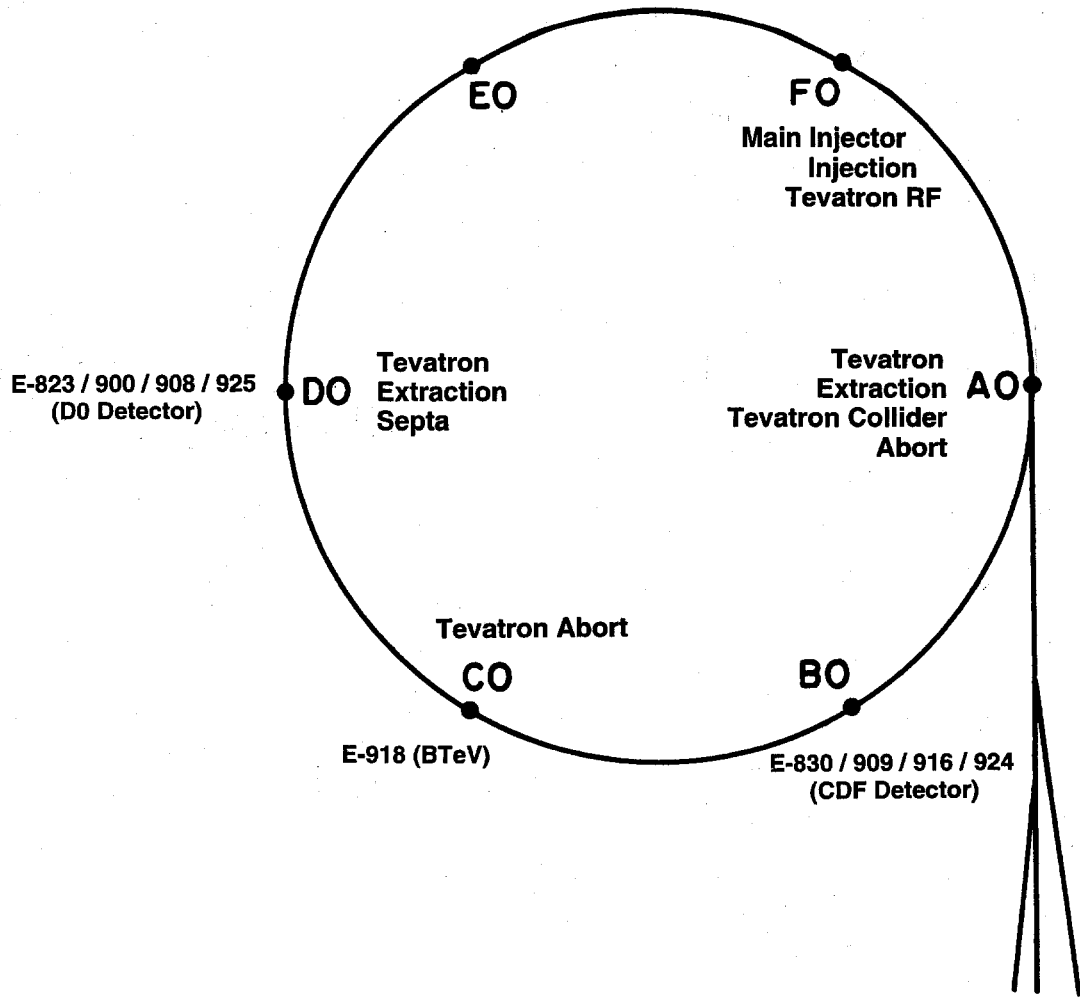 EO
FO
Main Injector
Injection
Tevatron RF
E-823 / 900 / 908 / 925
(D0 Detector)
DO
Tevatron
Extraction
Septa
Tevatron
Extraction
Tevatron Collider
Abort
AO
Tevatron Abort
CO
BO
E-918 (BTeV)
E-830 / 909 / 916 / 924
(CDF Detector)